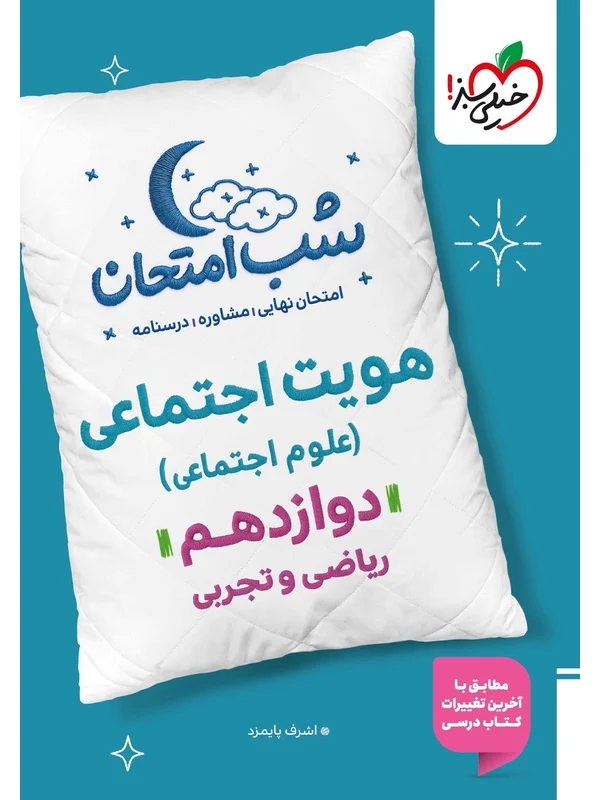 خیلی سبز!
شب امتحان
امتحان نهایی | مشاوره | درسنامه
هویت اجتماعی
(علوم اجتماعی)
دوازدهم
ریاضی و تجربی
مطابق با
آخرین تغییرات
کتاب درسی
اشرف پایمزد